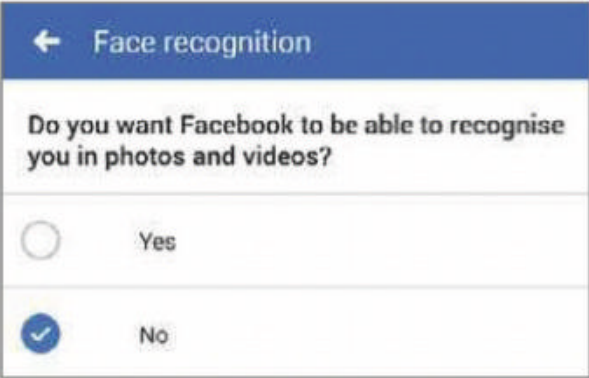 Face recognition
Do you want Facebook to be able to recognise
you in photos and videos?
Yes
No